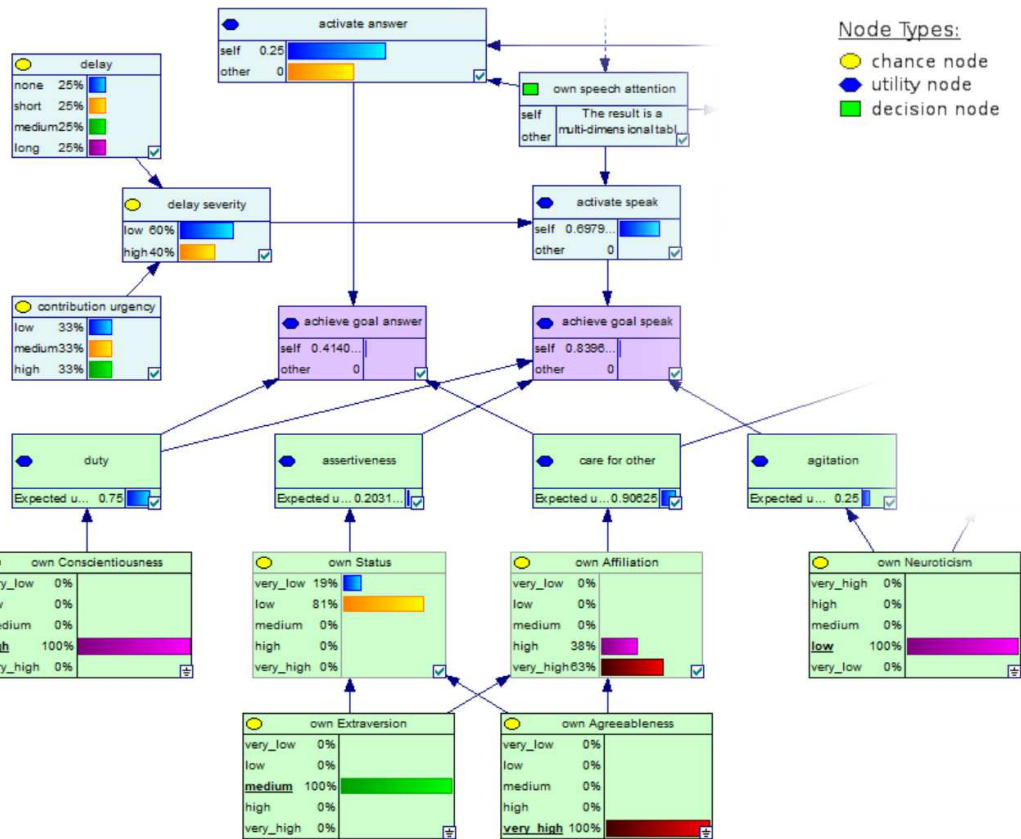 activate answer
self 0.25
other 0
Node Types:
chance node
utility node
decision node
delay
none 25%
short 25%
medium 25%
long 25%
own speech attention
self
other
The result is a
multi-dimensional tabl...
delay severity
low 60%
high 40%
activate speak
self 0.6979...
other 0
contribution urgency
low 33%
medium 33%
high 33%
achieve goal answer
self 0.4140...
other 0
achieve goal speak
self 0.8396...
other 0
duty
Expected u... 0.75
assertiveness
Expected u... 0.2031...
care for other
Expected u... 0.90625
agitation
Expected u... 0.25
own Conscientiousness
ery_low 0%
w 0%
edium 0%
gh 100%
ery_high 0%
own Status
very_low 19%
low 81%
medium 0%
high 0%
very_high 0%
own Affiliation
very_low 0%
low 0%
medium 0%
high 38%
very_high 63%
own Neuroticism
very_high 0%
high 0%
medium 0%
low 100%
very_low 0%
own Extraversion
very_low 0%
low 0%
medium 100%
high 0%
very_high 0%
own Agreeableness
very_low 0%
low 0%
medium 0%
high 0%
very_high 100%